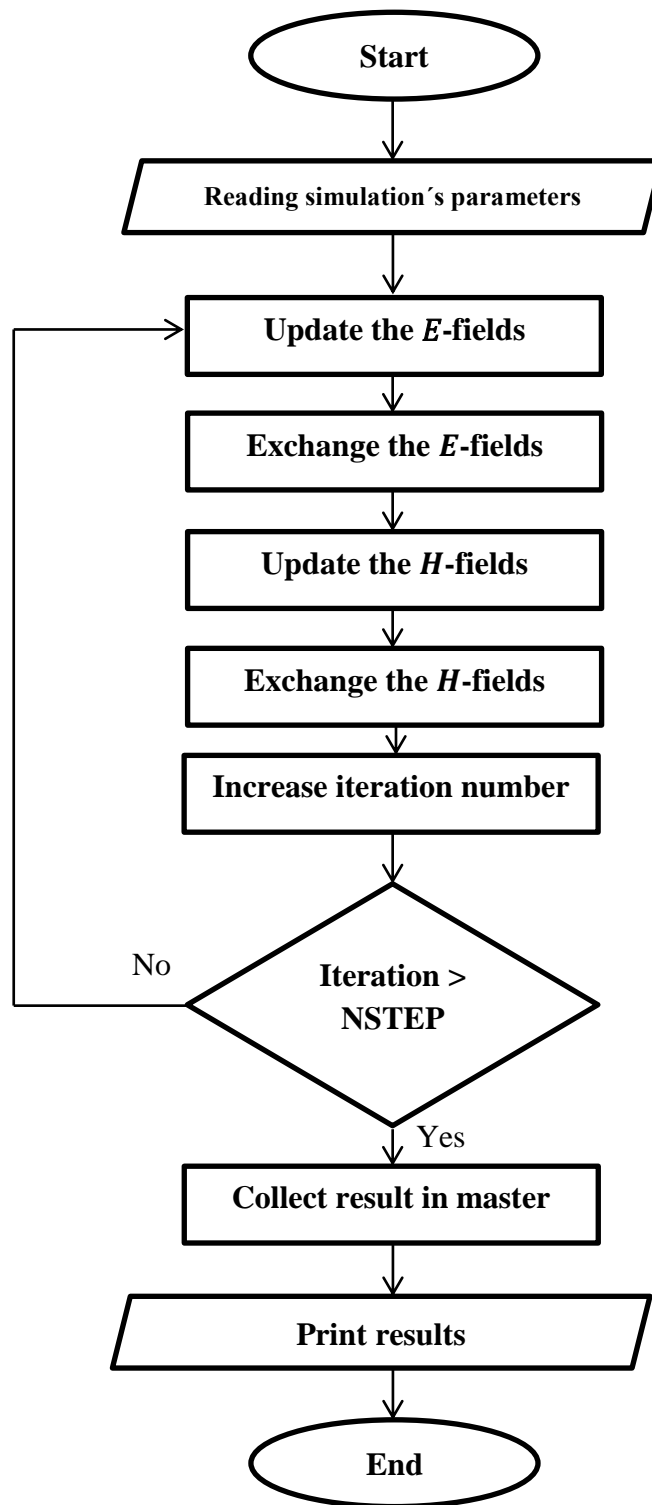 Start
Reading simulation´s parameters
Update the E-fields
Exchange the E-fields
Update the H-fields
Exchange the H-fields
Increase iteration number
No
Iteration >
NSTEP
Yes
Collect result in master
Print results
End